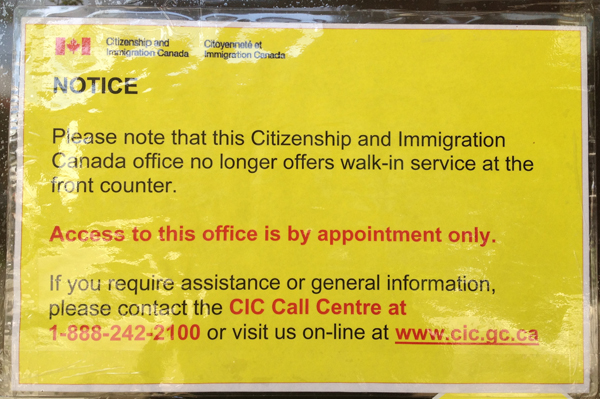 Citizenship and
Immigration Canada
Citoyenneté et
Immigration Canada
NOTICE
Please note that this Citizenship and Immigration
Canada office no longer offers walk-in service at the
front counter.
Access to this office is by appointment only.
If you require assistance or general information,
please contact the CIC Call Centre at
1-888-242-2100 or visit us on-line at www.cic.gc.ca